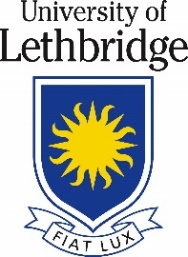 University of
Lethbridge
FIAT LUX